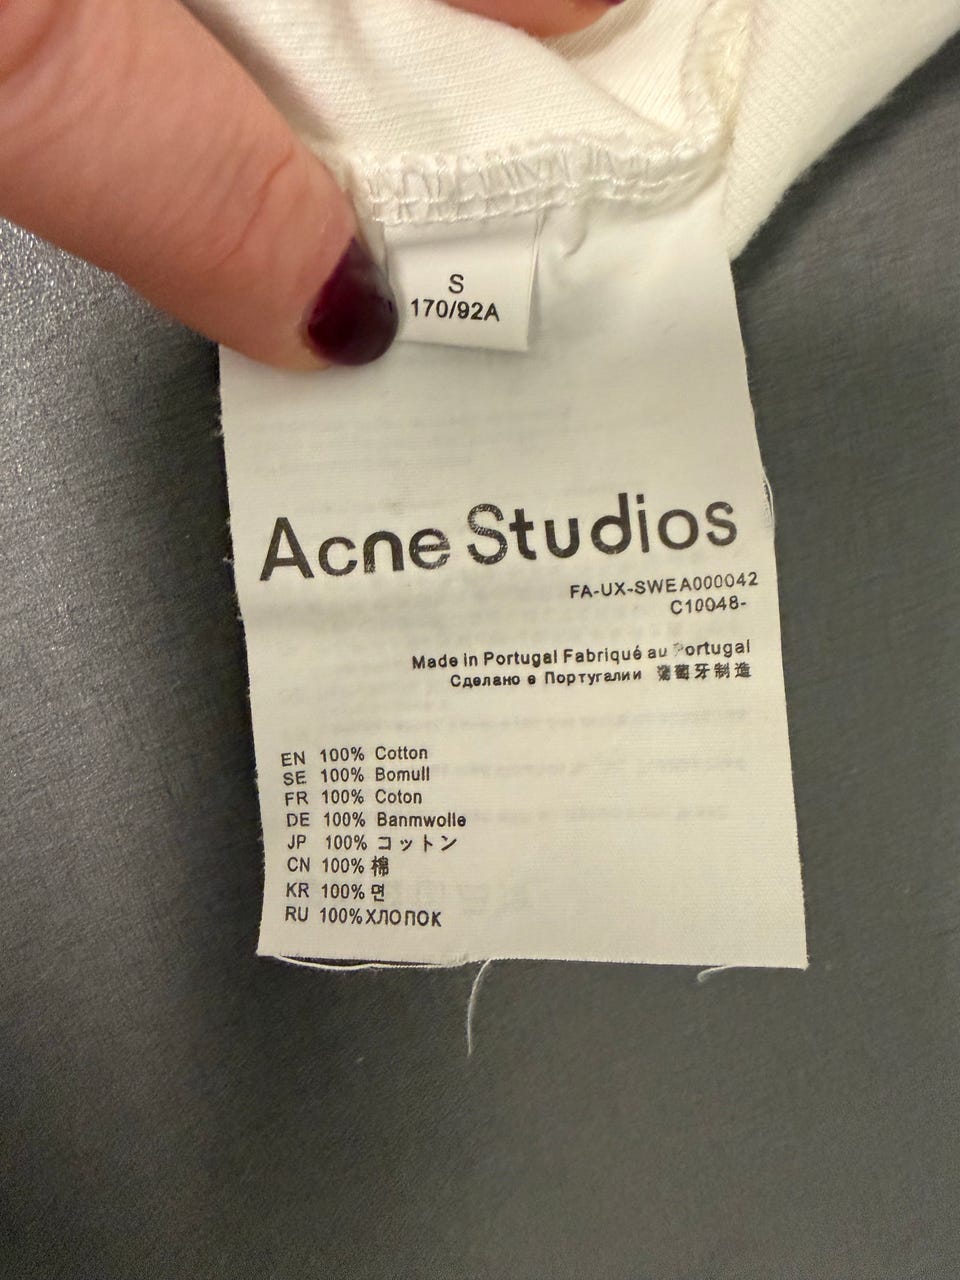 S
170/92A
Acne Studios
FA-UX-SWEA000042
C10048-
Made in Portugal Fabriqué au Portugal
Сделано в Португалии 葡萄牙制造
EN 100% Cotton
SE 100% Bomull
FR 100% Coton
DE 100% Banmwolle
JP 100% コットン
CN 100% 棉
KR 100% 면
RU 100%ХЛОПОК